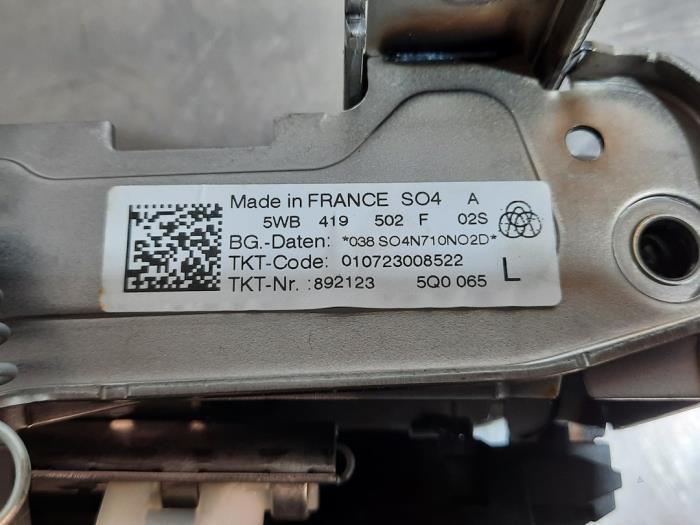 Made in FRANCE SO4 A
5WB 419 502 F 02S
BG.-Daten: *038 SO4N710NO2D*
TKT-Code: 010723008522
TKT-Nr. :892123 5Q0 065 L